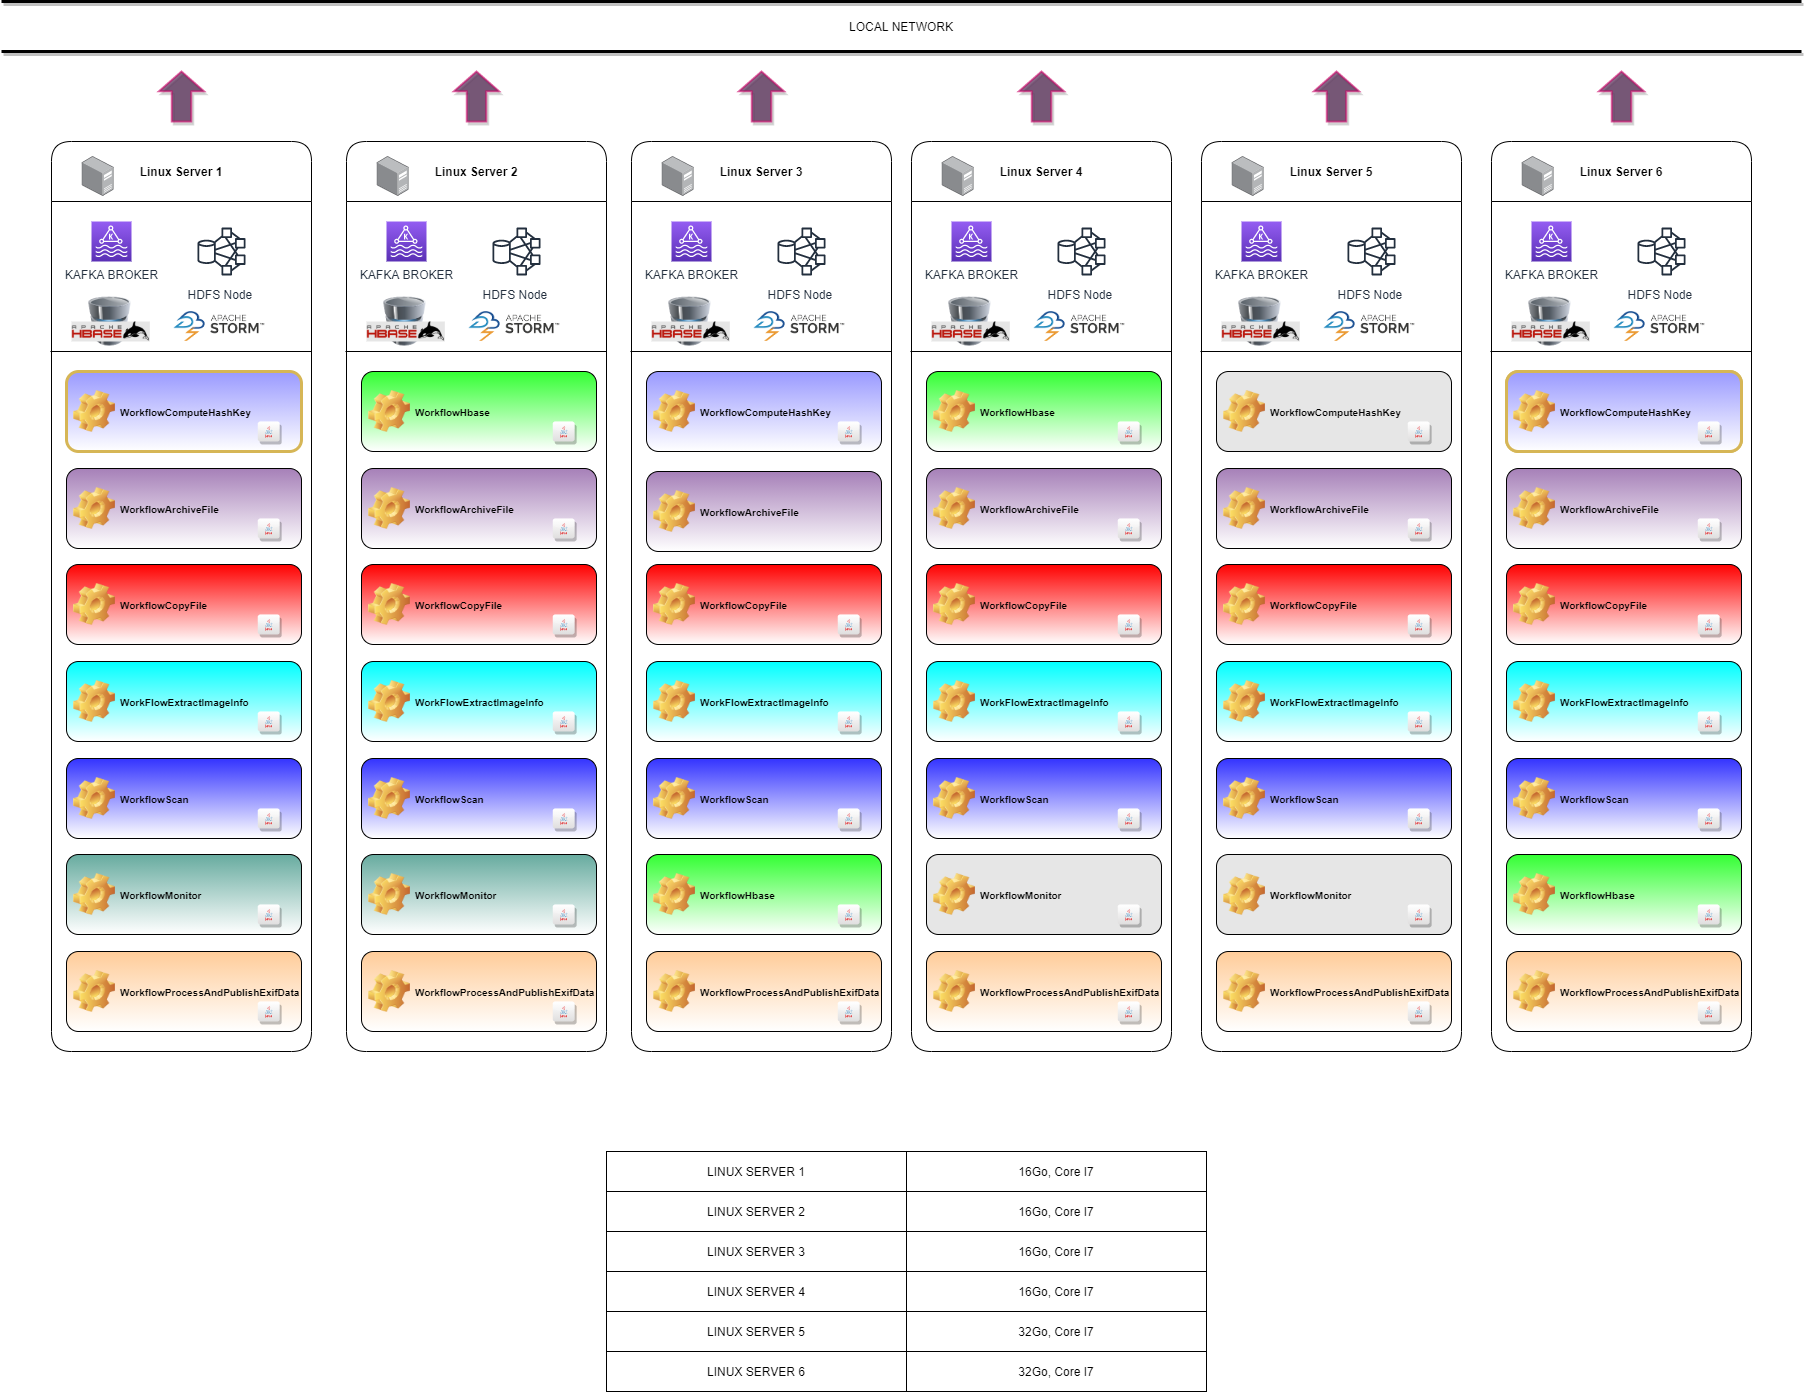 LOCAL NETWORK
Linux Server 1
KAFKA BROKER
HDFS Node
APACHE
HBASE
APACHE
STORM™
WorkflowComputeHashKey
WorkflowArchiveFile
WorkflowCopyFile
WorkFlowExtractImageInfo
WorkflowScan
WorkflowMonitor
WorkflowProcessAndPublishExifData
Linux Server 2
KAFKA BROKER
HDFS Node
APACHE
HBASE
APACHE
STORM™
WorkflowHbase
WorkflowArchiveFile
WorkflowCopyFile
WorkFlowExtractImageInfo
WorkflowScan
WorkflowMonitor
WorkflowProcessAndPublishExifData
Linux Server 3
KAFKA BROKER
HDFS Node
APACHE
HBASE
APACHE
STORM™
WorkflowComputeHashKey
WorkflowArchiveFile
WorkflowCopyFile
WorkFlowExtractImageInfo
WorkflowScan
WorkflowHbase
WorkflowProcessAndPublishExifData
Linux Server 4
KAFKA BROKER
HDFS Node
APACHE
HBASE
APACHE
STORM™
WorkflowHbase
WorkflowArchiveFile
WorkflowCopyFile
WorkFlowExtractImageInfo
WorkflowScan
WorkflowMonitor
WorkflowProcessAndPublishExifData
Linux Server 5
KAFKA BROKER
HDFS Node
APACHE
HBASE
APACHE
STORM™
WorkflowComputeHashKey
WorkflowArchiveFile
WorkflowCopyFile
WorkFlowExtractImageInfo
WorkflowScan
WorkflowMonitor
WorkflowProcessAndPublishExifData
Linux Server 6
KAFKA BROKER
HDFS Node
APACHE
HBASE
APACHE
STORM™
WorkflowComputeHashKey
WorkflowArchiveFile
WorkflowCopyFile
WorkFlowExtractImageInfo
WorkflowScan
WorkflowHbase
WorkflowProcessAndPublishExifData
LINUX SERVER 1 16Go, Core I7
LINUX SERVER 2 16Go, Core I7
LINUX SERVER 3 16Go, Core I7
LINUX SERVER 4 16Go, Core I7
LINUX SERVER 5 32Go, Core I7
LINUX SERVER 6 32Go, Core I7